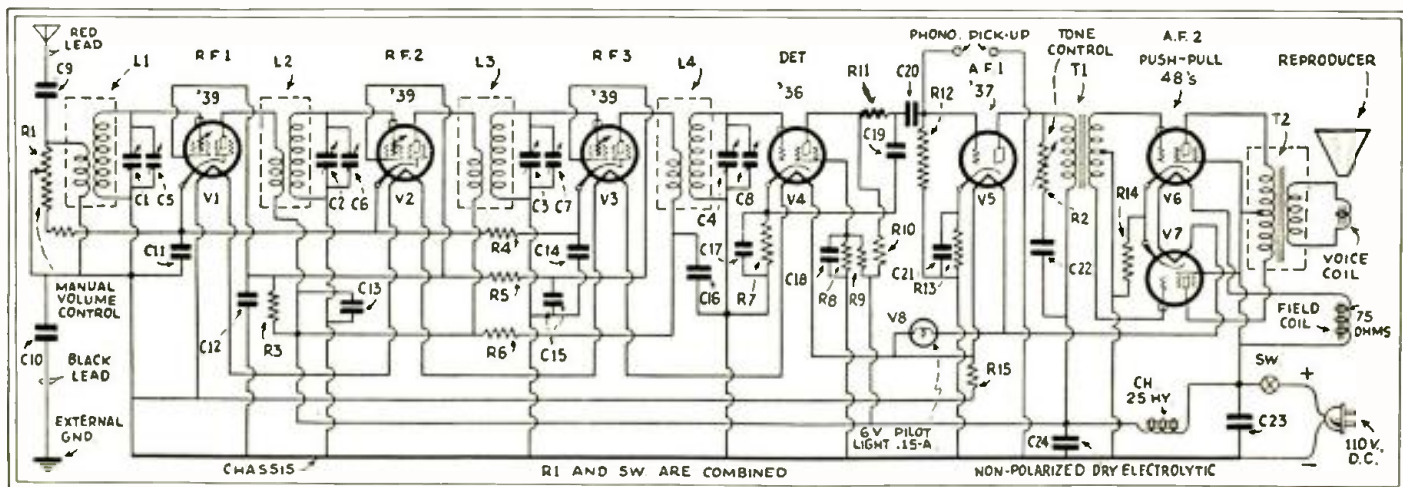 RED
LEAD
C9
L1
R F 1
'39
L2
R.F.2
'39
L3
R F 3
'39
L4
DET
'36
R11
C20
PHONO. PICK-UP
A F 1
'37
R12
C19
TONE
CONTROL
T1
A.F.2
PUSH-PULL
48's
REPRODUCER
T2
R1
C1
C5
V1
C2
C6
V2
C3
C7
V3
C4
C8
V4
V5
R2
R14
V6
V7
C11
R4
C14
C17
C18
R10
C21
R13
C22
VOICE
COIL
MANUAL
VOLUME
CONTROL
C12
R3
C13
R5
C15
R6
C16
R7
R8
R9
V8
FIELD
COIL
75
OHMS
C10
BLACK
LEAD
R15
CH
25 HY
SW
+
C23
EXTERNAL
GND
6 V PILOT
LIGHT .15-A
C24
110 V.
D.C.
–
CHASSIS
R1 AND SW ARE COMBINED
NON-POLARIZED DRY ELECTROLYTIC